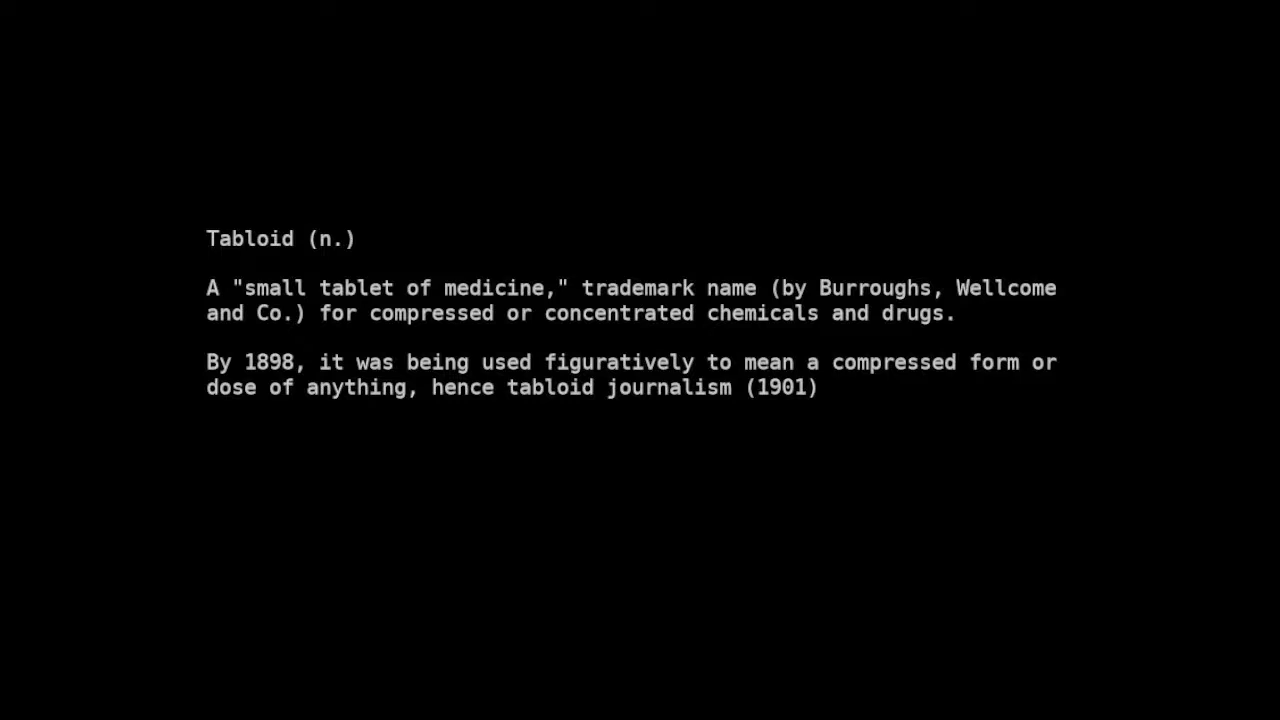 Tabloid (n.)
A "small tablet of medicine," trademark name (by Burroughs, Wellcome
and Co.) for compressed or concentrated chemicals and drugs.
By 1898, it was being used figuratively to mean a compressed form or
dose of anything, hence tabloid journalism (1901)